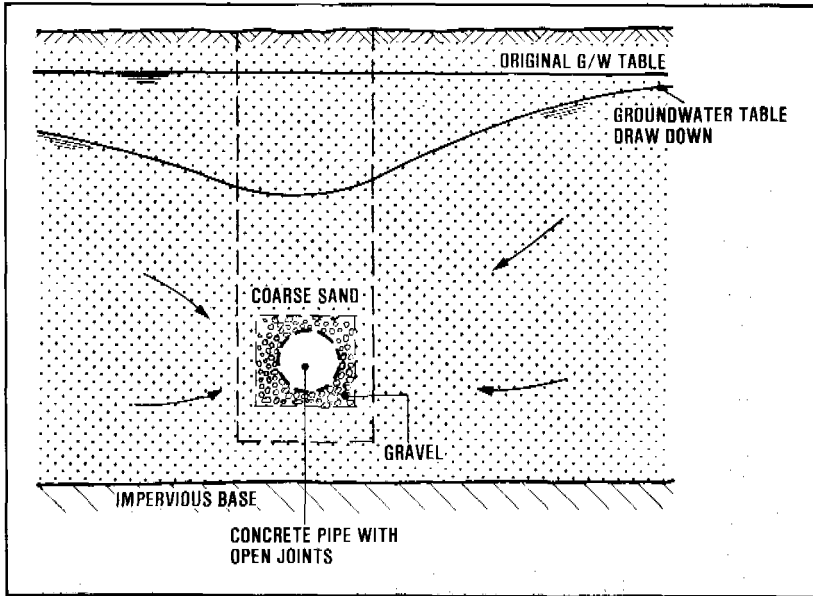 ORIGINAL G/W TABLE
GROUNDWATER TABLE
DRAW DOWN
COARSE SAND
GRAVEL
IMPERVIOUS BASE
CONCRETE PIPE WITH
OPEN JOINTS